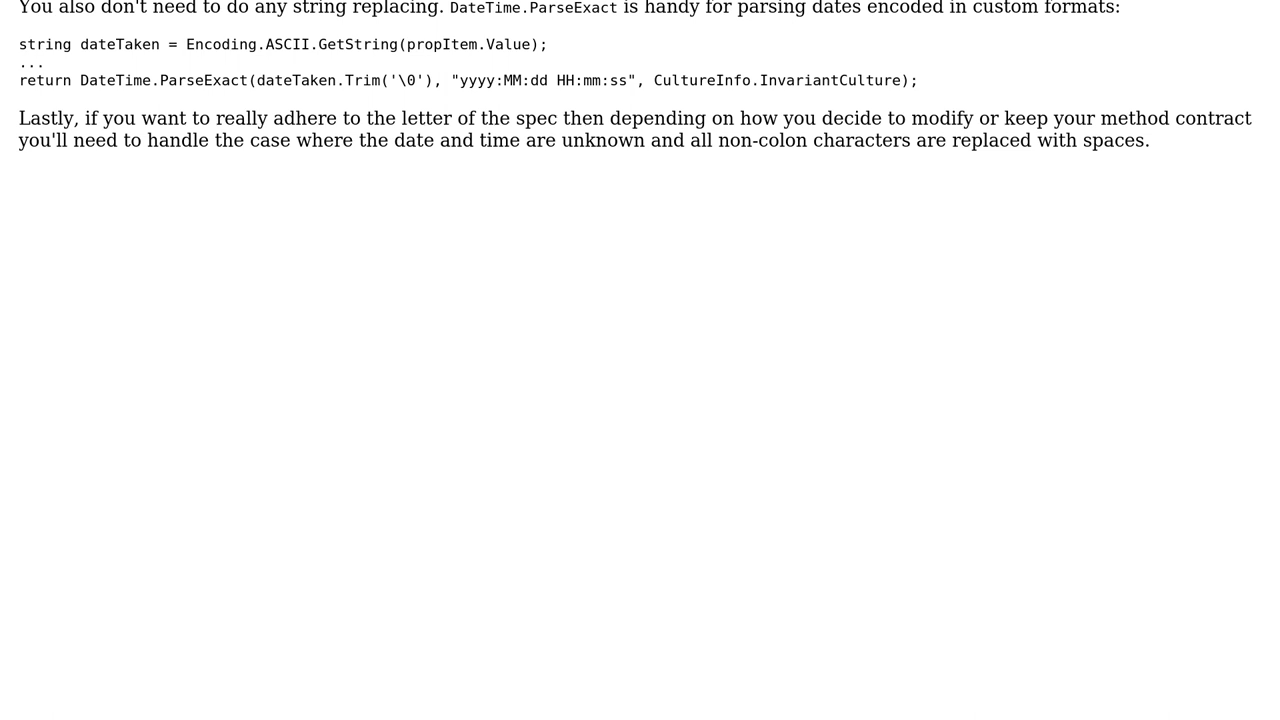 You also don't need to do any string replacing. DateTime.ParseExact is handy for parsing dates encoded in custom formats:
string dateTaken = Encoding.ASCII.GetString(propItem.Value);
...
return DateTime.ParseExact(dateTaken.Trim('\0'), "yyyy:MM:dd HH:mm:ss", CultureInfo.InvariantCulture);
Lastly, if you want to really adhere to the letter of the spec then depending on how you decide to modify or keep your method contract
you'll need to handle the case where the date and time are unknown and all non-colon characters are replaced with spaces.